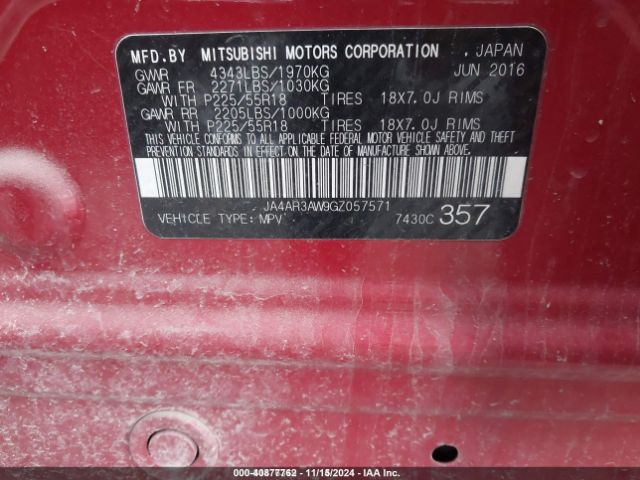 MFD.BY MITSUBISHI MOTORS CORPORATION , JAPAN
GVWR 4343LBS/1970KG JUN 2016
GAWR FR 2271LBS/1030KG
WITH P225/55R18 TIRES 18X7.0J RIMS
GAWR RR 2205LBS/1000KG
WITH P225/55R18 TIRES 18X7.0J RIMS
THIS VEHICLE CONFORMS TO ALL APPLICABLE FEDERAL MOTOR VEHICLE SAFETY AND THEFT
PREVENTION STANDARDS IN EFFECT ON THE DATE OF MANUFACTURE SHOWN ABOVE.
JA4AR3AW9GZ057571
VEHICLE TYPE: MPV 7430C 357
11/15/2024 - IAA Inc.